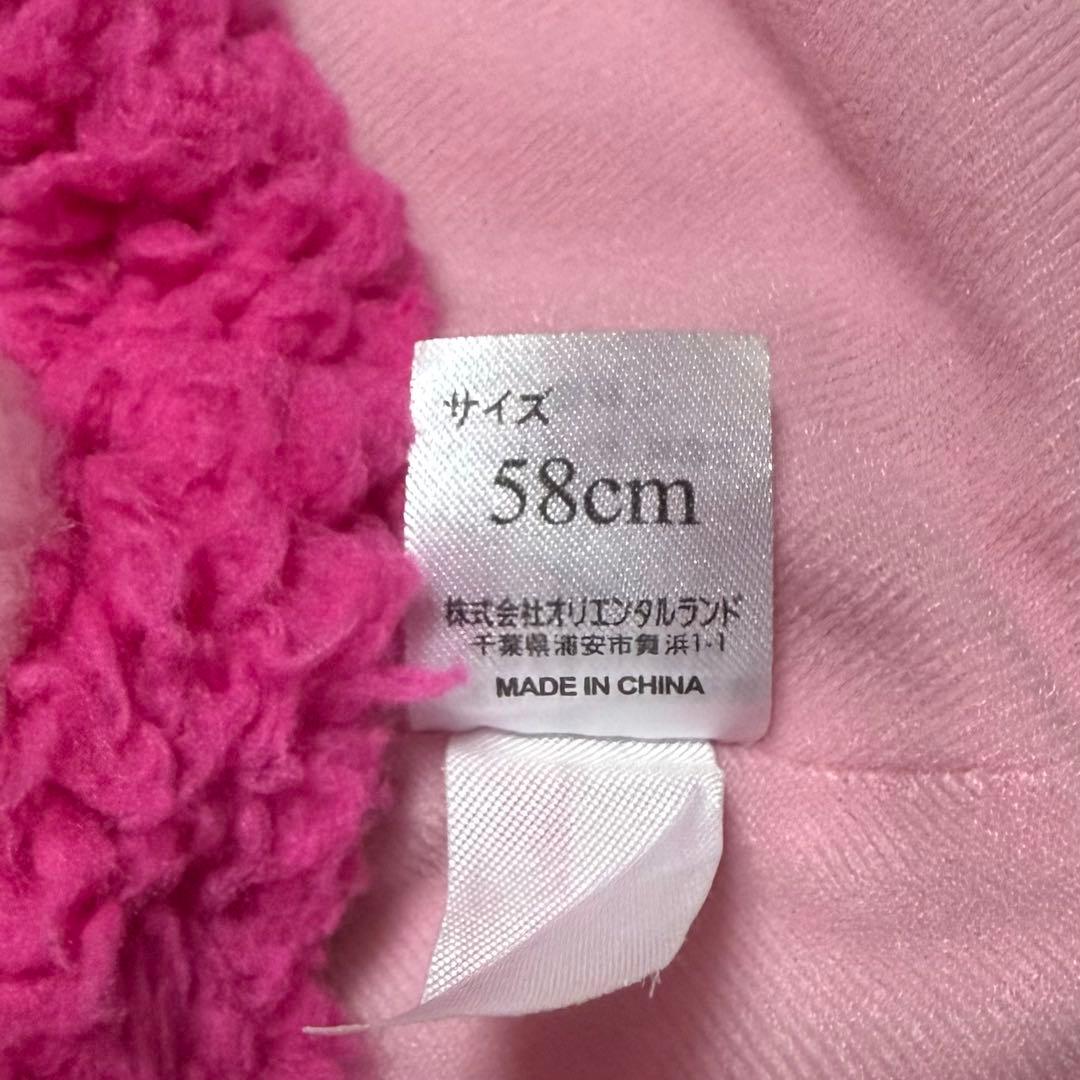 サイズ
58cm
株式会社オリエンタルランド
千葉県浦安市舞浜1-1
MADE IN CHINA